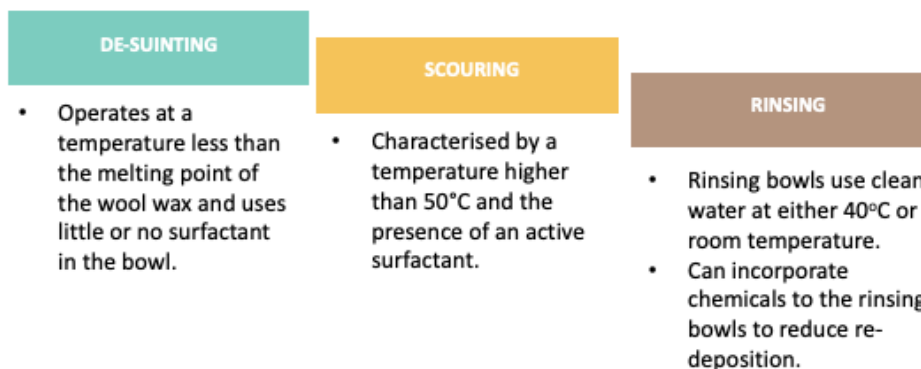 DE-SUINTING
• Operates at a
temperature less than
the melting point of
the wool wax and uses
little or no surfactant
in the bowl.
SCOURING
• Characterised by a
temperature higher
than 50°C and the
presence of an active
surfactant.
RINSING
• Rinsing bowls use clean
water at either 40°C or
room temperature.
• Can incorporate
chemicals to the rinsing
bowls to reduce re-
deposition.